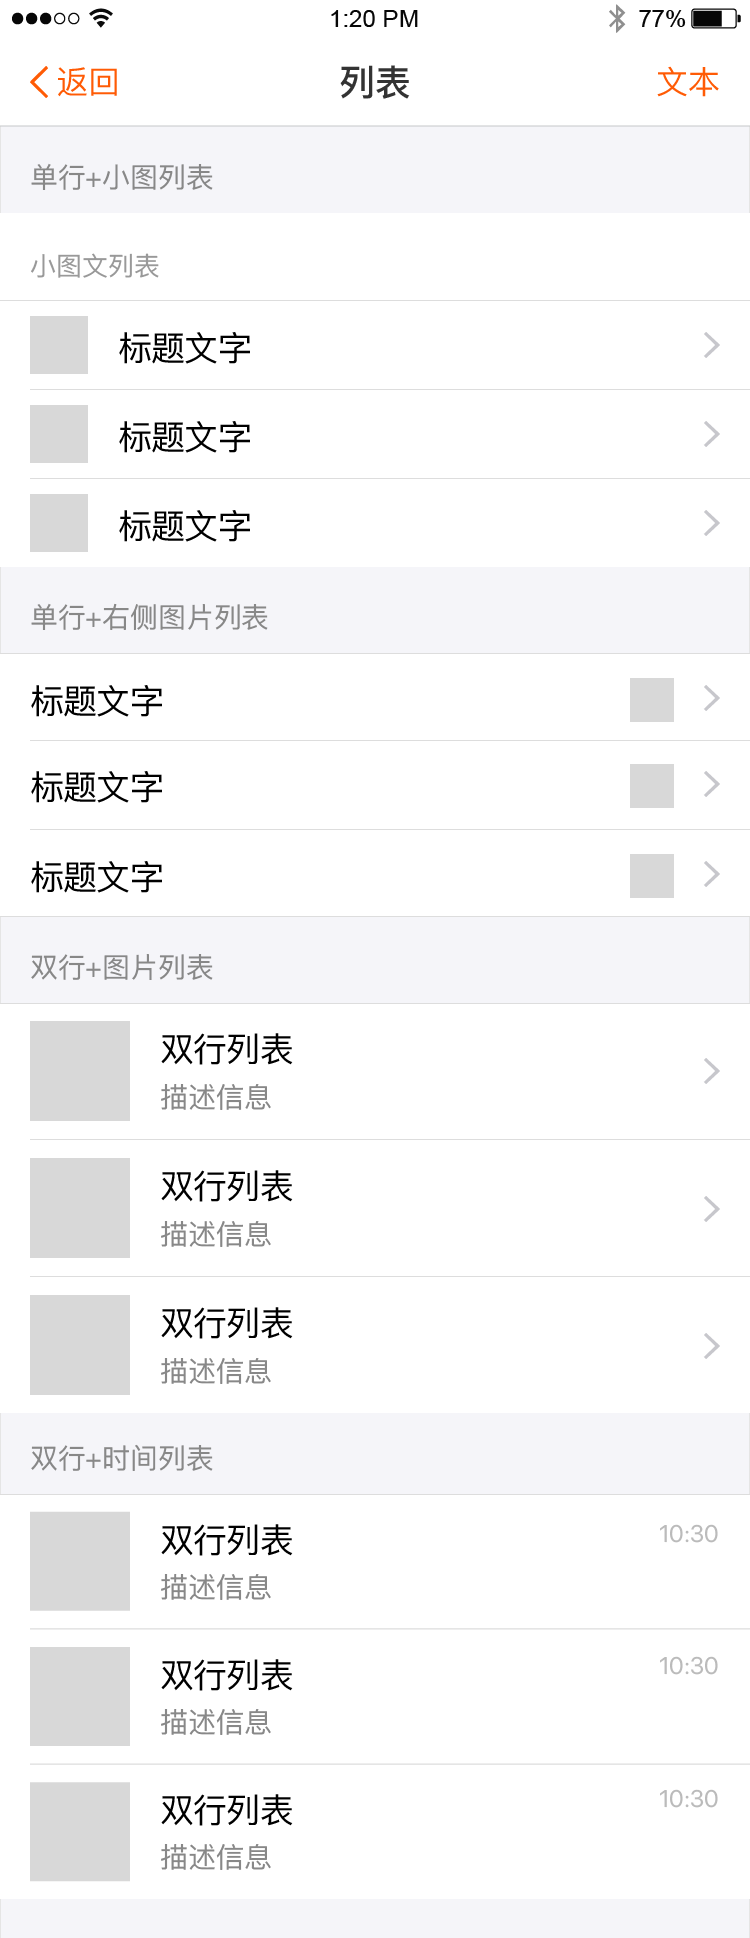 1:20 PM 77%
返回 列表 文本
单行+小图列表
小图文列表
标题文字
标题文字
标题文字
单行+右侧图片列表
标题文字
标题文字
标题文字
双行+图片列表
双行列表
描述信息
双行列表
描述信息
双行列表
描述信息
双行+时间列表
双行列表 10:30
描述信息
双行列表 10:30
描述信息
双行列表 10:30
描述信息